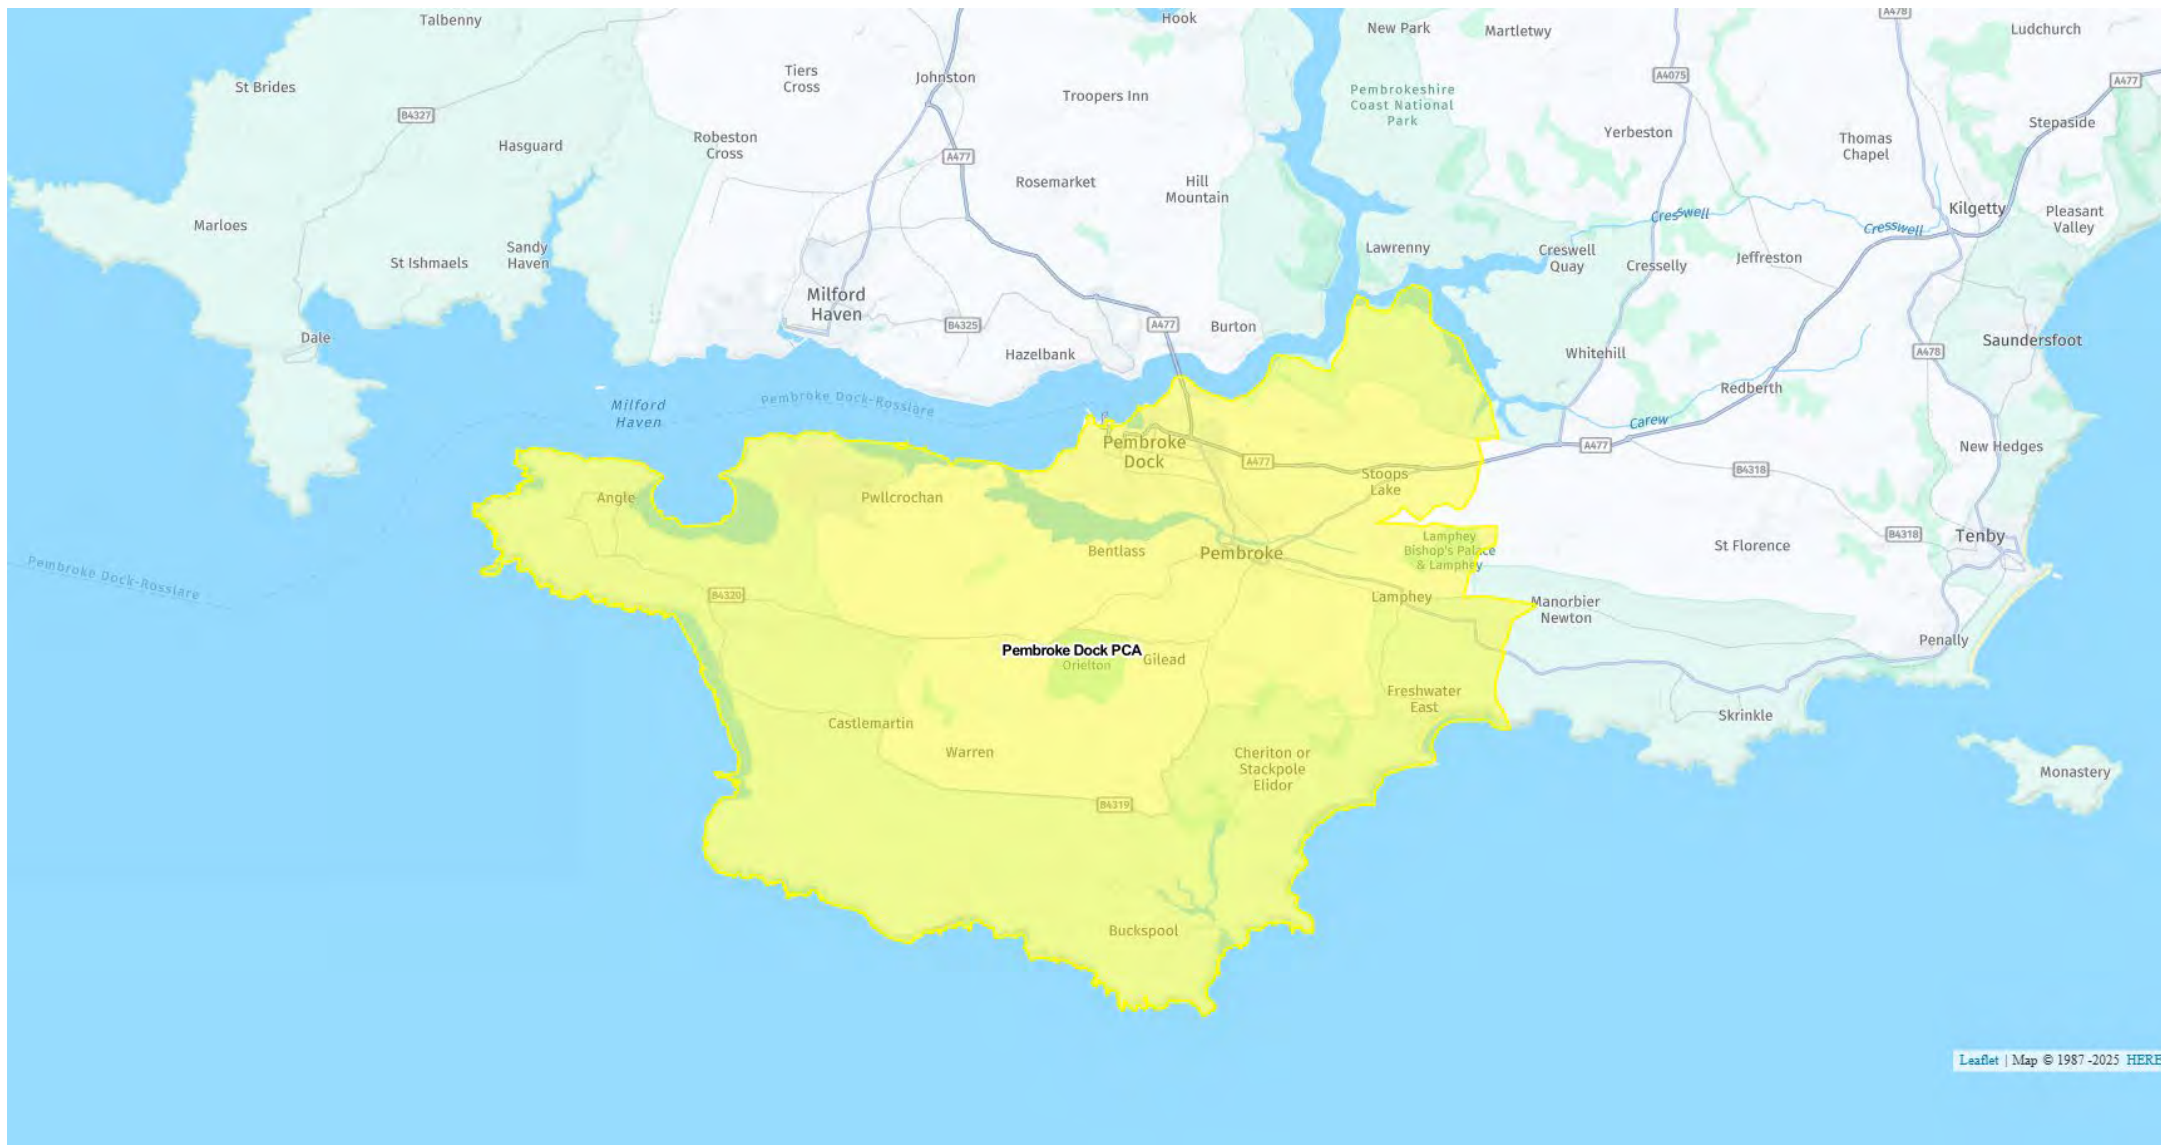 Talbenny
Hook
New Park
Martletwy
A478
Ludchurch
St Brides
Tiers
Cross
Johnston
Troopers Inn
Pembrokeshire
Coast National
Park
A4075
A477
B4327
Hasguard
Robeston
Cross
A477
Rosemarket
Hill
Mountain
Yerbeston
Thomas
Chapel
Stepaside
Marloes
St Ishmaels
Sandy
Haven
Lawrenny
Cresswell
Creswell
Quay
Cresselly
Jeffreston
Cresswell
Kilgetty
Pleasant
Valley
Milford
Haven
B4325
A477
Burton
Dale
Hazelbank
Whitehill
A478
Saundersfoot
Redberth
Milford
Haven
Pembroke Dock-Rosslare
Pembroke
Dock
A477
Stoops
Lake
A477
Carew
B4318
New Hedges
Angle
Pwllcrochan
Bentlass
Pembroke
Lamphey
Bishop's Palace
& Lamphey
St Florence
B4318
Tenby
Pembroke Dock-Rosslare
B4320
Lamphey
Manorbier
Newton
Penally
Pembroke Dock PCA
Orielton
Gilead
Freshwater
East
Skrinkle
Castlemartin
Warren
Cheriton or
Stackpole
Elidor
Monastery
B4319
Buckspool
Leaflet | Map © 1987 -2025 HERE